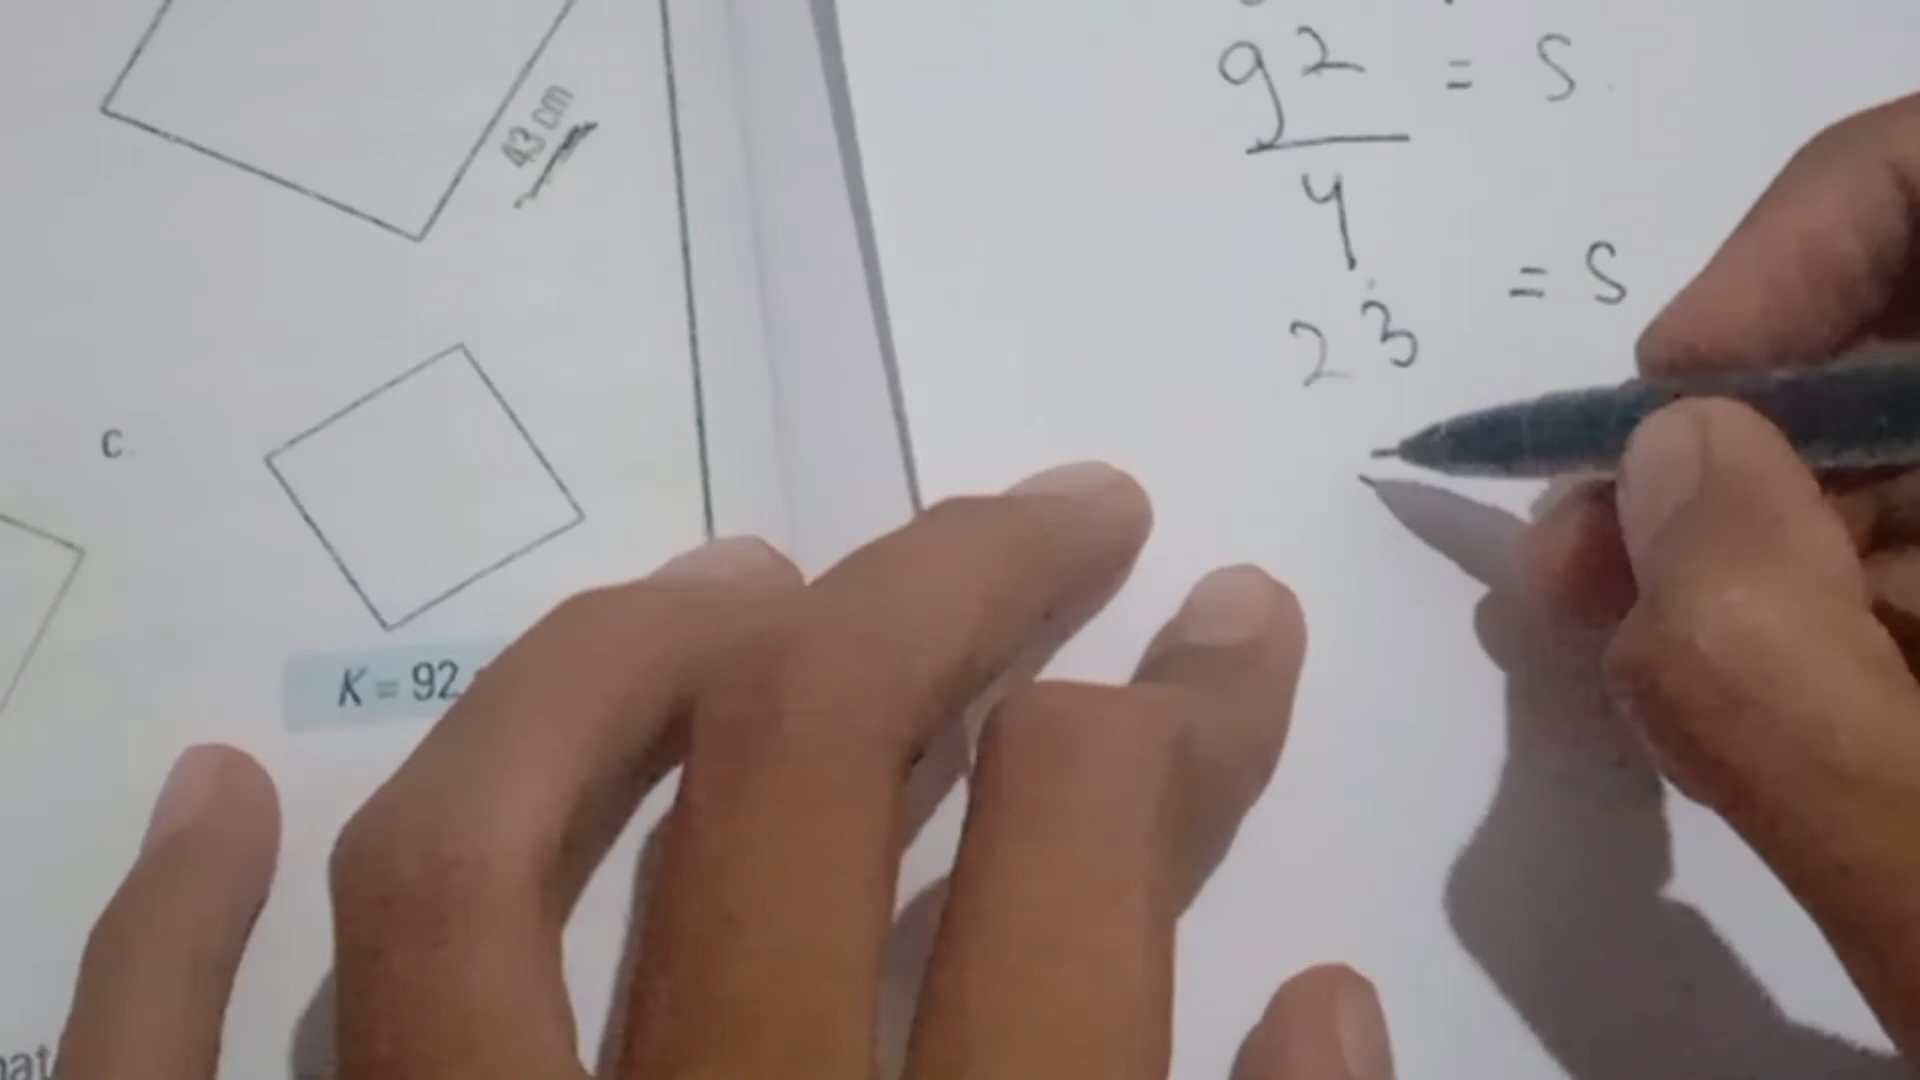 43 cm
C.
K = 92
92 = S
4
23 = S